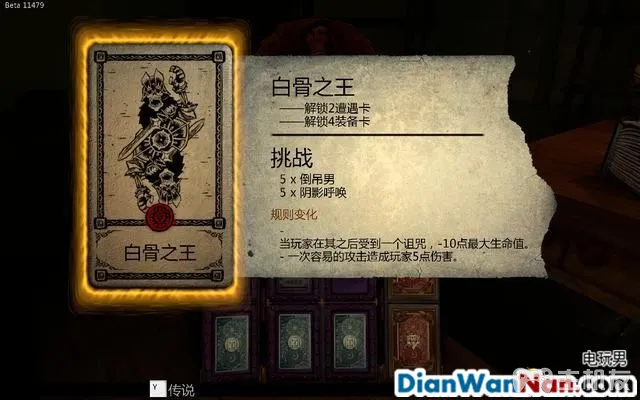 Beta 11479
白骨之王
白骨之王
——解锁2遭遇卡
——解锁4装备卡
挑战
5 x 倒吊男
5 x 阴影呼唤
规则变化
-
当玩家在其之后受到一个诅咒，-10点最大生命值。
- 一次容易的攻击造成玩家5点伤害。
Y 传说
电玩男
DianWanNan.com